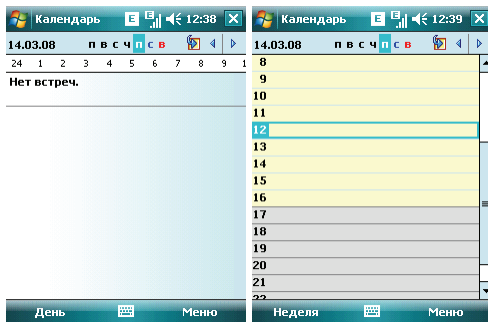 Календарь E E 12:38
14.03.08 п в с ч п с в
24 1 2 3 4 5 6 7 8 9 1
Нет встреч.
День Меню
Календарь E E 12:39
14.03.08 п в с ч п с в
8
9
10
11
12
13
14
15
16
17
18
19
20
21
22
Неделя Меню